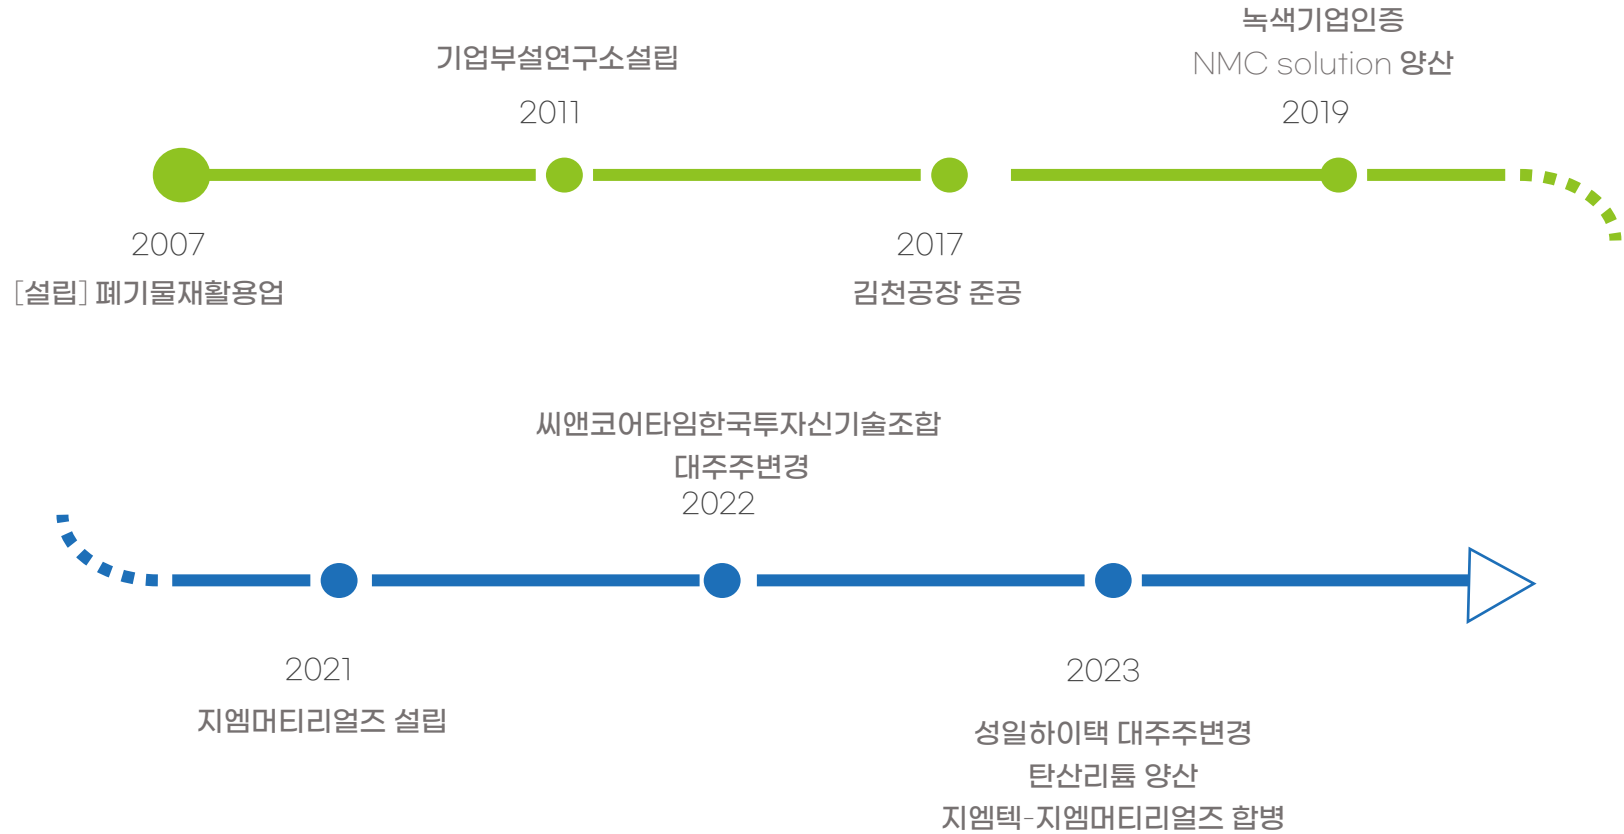 2007
[설립] 폐기물재활용업
기업부설연구소설립
2011
2017
김천공장 준공
녹색기업인증
NMC solution 양산
2019
2021
지엠머티리얼즈 설립
씨앤코어타임한국투자신기술조합
대주주변경
2022
2023
성일하이택 대주주변경
탄산리튬 양산
지엠텍-지엠머티리얼즈 합병